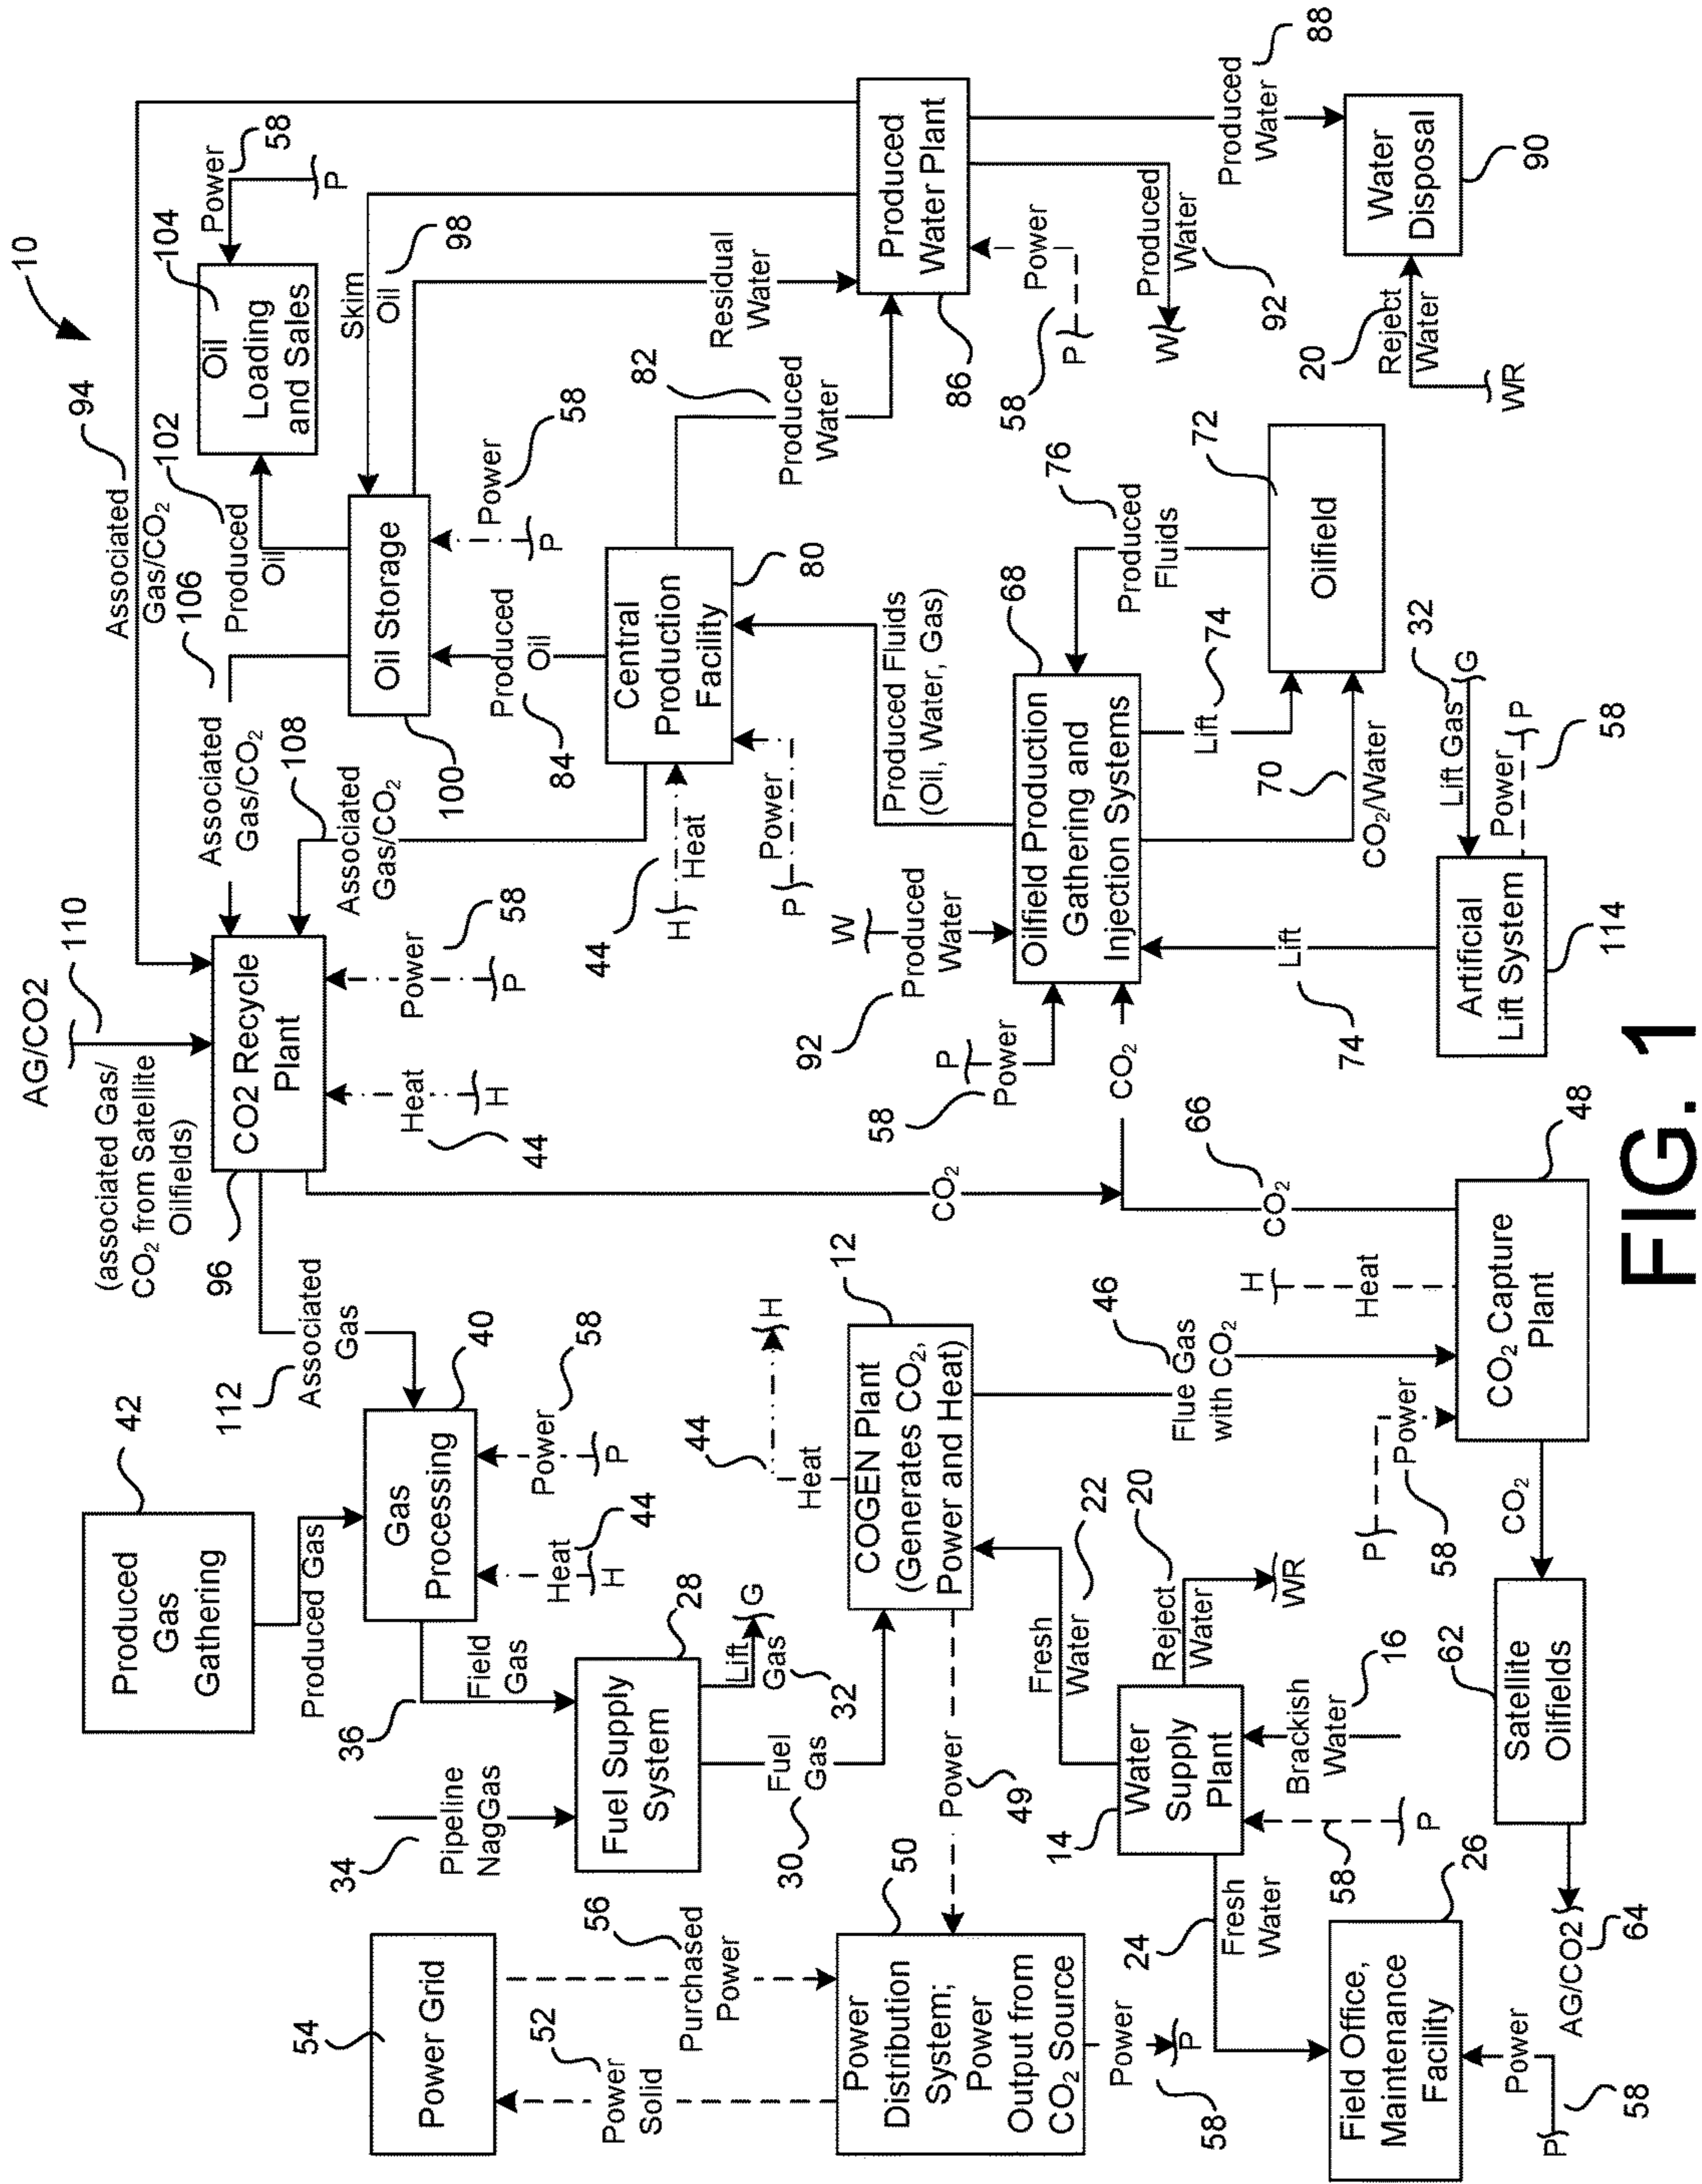 10
54
Power Grid
Power
Solid
52
Purchased
Power
56
Power
Distribution
System;
Power
Output from
CO₂ Source
50
Power
58
P
Power
49
Field Office,
Maintenance
Facility
26
Power
P
58
24
Fresh
Water
34
Pipeline
NagGas
Fuel Supply
System
28
36
Field
Gas
Fuel
Gas
30
Lift
Gas
32
G
Produced
Gas
Gathering
42
Produced Gas
Gas
Processing
40
Heat
44
H
Power
58
P
112
Associated
Gas
COGEN Plant
(Generates CO₂,
Power and Heat)
12
Heat
44
H
Water
Supply
Plant
14
Fresh
Water
22
Reject
Water
20
WR
Brackish
Water
16
58
P
Flue Gas
with CO₂
46
CO₂ Capture
Plant
48
P
Power
58
H
Heat
CO₂
66
CO₂
Satellite
Oilfields
62
AG/CO2
64
AG/CO2
110
(associated Gas/
CO₂ from Satellite
Oilfields)
CO2 Recycle
Plant
96
Heat
44
H
Power
58
P
CO₂
CO₂
Associated
Gas/CO₂
94
Associated
Gas/CO₂
106
Associated
Gas/CO₂
108
Produced
Oil
102
Oil
Loading
and Sales
104
Power
58
P
Oil Storage
100
Skim
Oil
98
Power
58
P
Produced
Oil
84
Central
Production
Facility
80
H
Heat
44
P
Power
Residual
Water
Produced
Water
82
Produced
Water Plant
86
P
Power
58
W
Produced
Water
92
Produced
Water
88
Water
Disposal
90
Reject
Water
20
WR
Produced Fluids
(Oil, Water, Gas)
W
Produced
Water
92
P
Power
58
Oilfield Production
Gathering and
Injection Systems
68
Produced
Fluids
76
Lift
74
70
CO₂/Water
Oilfield
72
Lift
74
Artificial
Lift System
114
Lift Gas
32
G
Power
P
58
FIG. 1